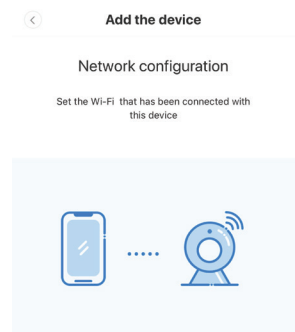 Add the device
Network configuration
Set the Wi-Fi that has been connected with
this device